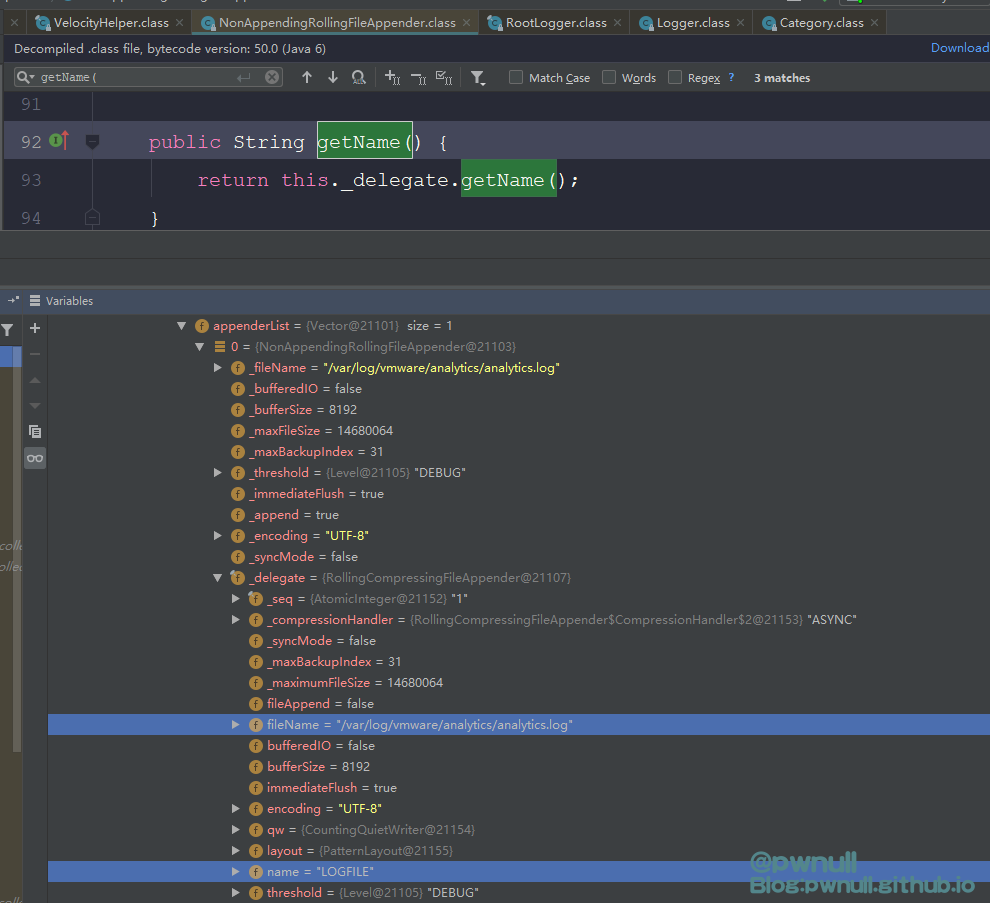 VelocityHelper.class NonAppendingRollingFileAppender.class RootLogger.class Logger.class Category.class
Decompiled .class file, bytecode version: 50.0 (Java 6) Download
getName( Match Case Words Regex ? 3 matches
91
92 public String getName() {
93 return this._delegate.getName();
94 }
Variables
appenderList = {Vector@21101} size = 1
0 = {NonAppendingRollingFileAppender@21103}
_fileName = "/var/log/vmware/analytics/analytics.log"
_bufferedIO = false
_bufferSize = 8192
_maxFileSize = 14680064
_maxBackupIndex = 31
_threshold = {Level@21105} "DEBUG"
_immediateFlush = true
_append = true
_encoding = "UTF-8"
_syncMode = false
_delegate = {RollingCompressingFileAppender@21107}
_seq = {AtomicInteger@21152} "1"
_compressionHandler = {RollingCompressingFileAppender$CompressionHandler$2@21153} "ASYNC"
_syncMode = false
_maxBackupIndex = 31
_maximumFileSize = 14680064
fileAppend = false
fileName = "/var/log/vmware/analytics/analytics.log"
bufferedIO = false
bufferSize = 8192
immediateFlush = true
encoding = "UTF-8"
qw = {CountingQuietWriter@21154}
layout = {PatternLayout@21155}
name = "LOGFILE"
threshold = {Level@21105} "DEBUG"
@pwnull
Blog:pwnull.github.io